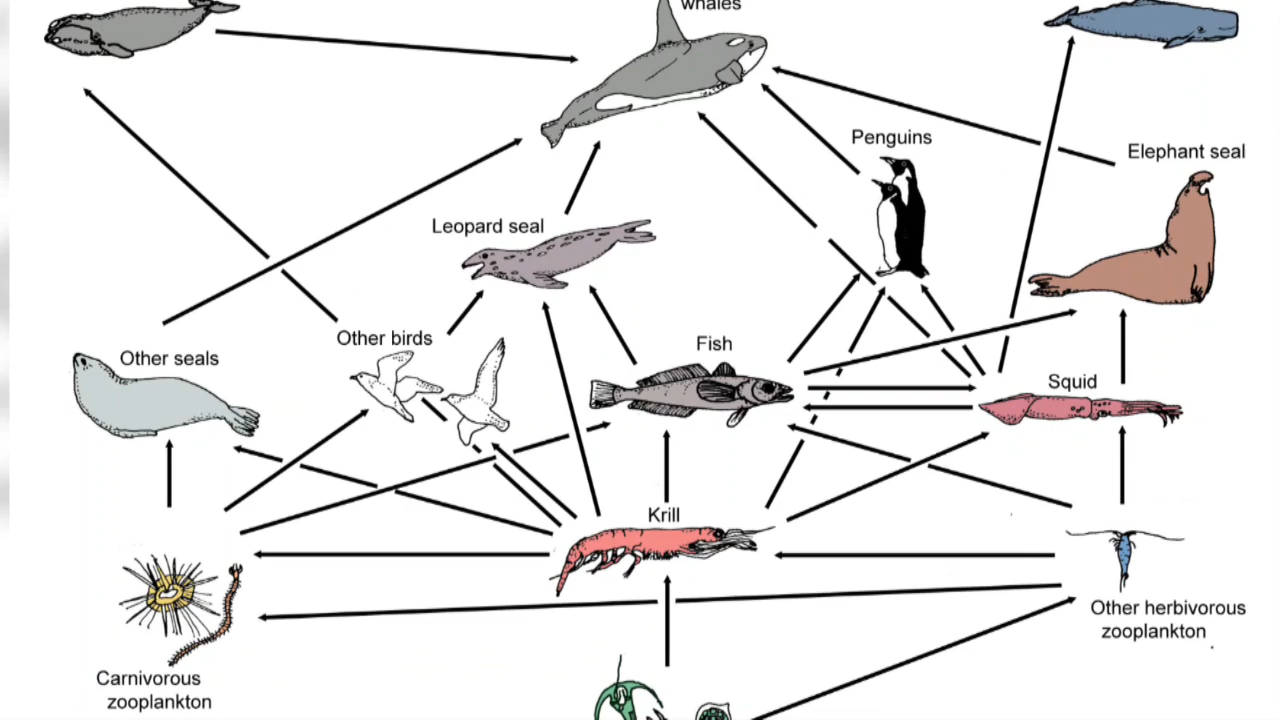 whales
Penguins
Elephant seal
Leopard seal
Other birds
Fish
Other seals
Squid
Krill
Other herbivorous
zooplankton
Carnivorous
zooplankton